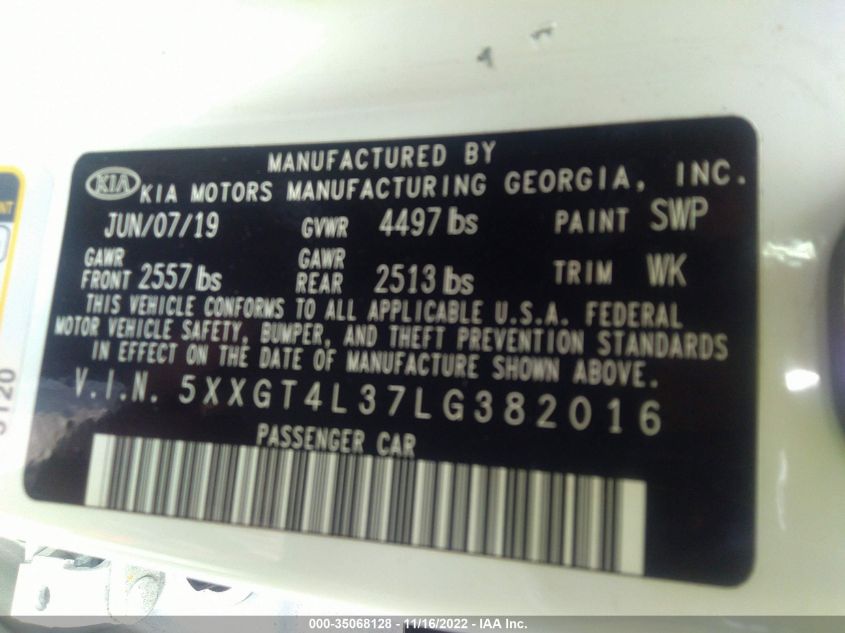 MANUFACTURED BY
KIA KIA MOTORS MANUFACTURING GEORGIA, INC.
JUN/07/19 GVWR 4497 lbs PAINT SWP
GAWR GAWR
FRONT 2557 lbs REAR 2513 lbs TRIM WK
THIS VEHICLE CONFORMS TO ALL APPLICABLE U.S.A. FEDERAL
MOTOR VEHICLE SAFETY, BUMPER, AND THEFT PREVENTION STANDARDS
IN EFFECT ON THE DATE OF MANUFACTURE SHOWN ABOVE.
V.I.N. 5XXGT4L37LG382016
PASSENGER CAR
000-35068128 - 11/16/2022 - IAA Inc.